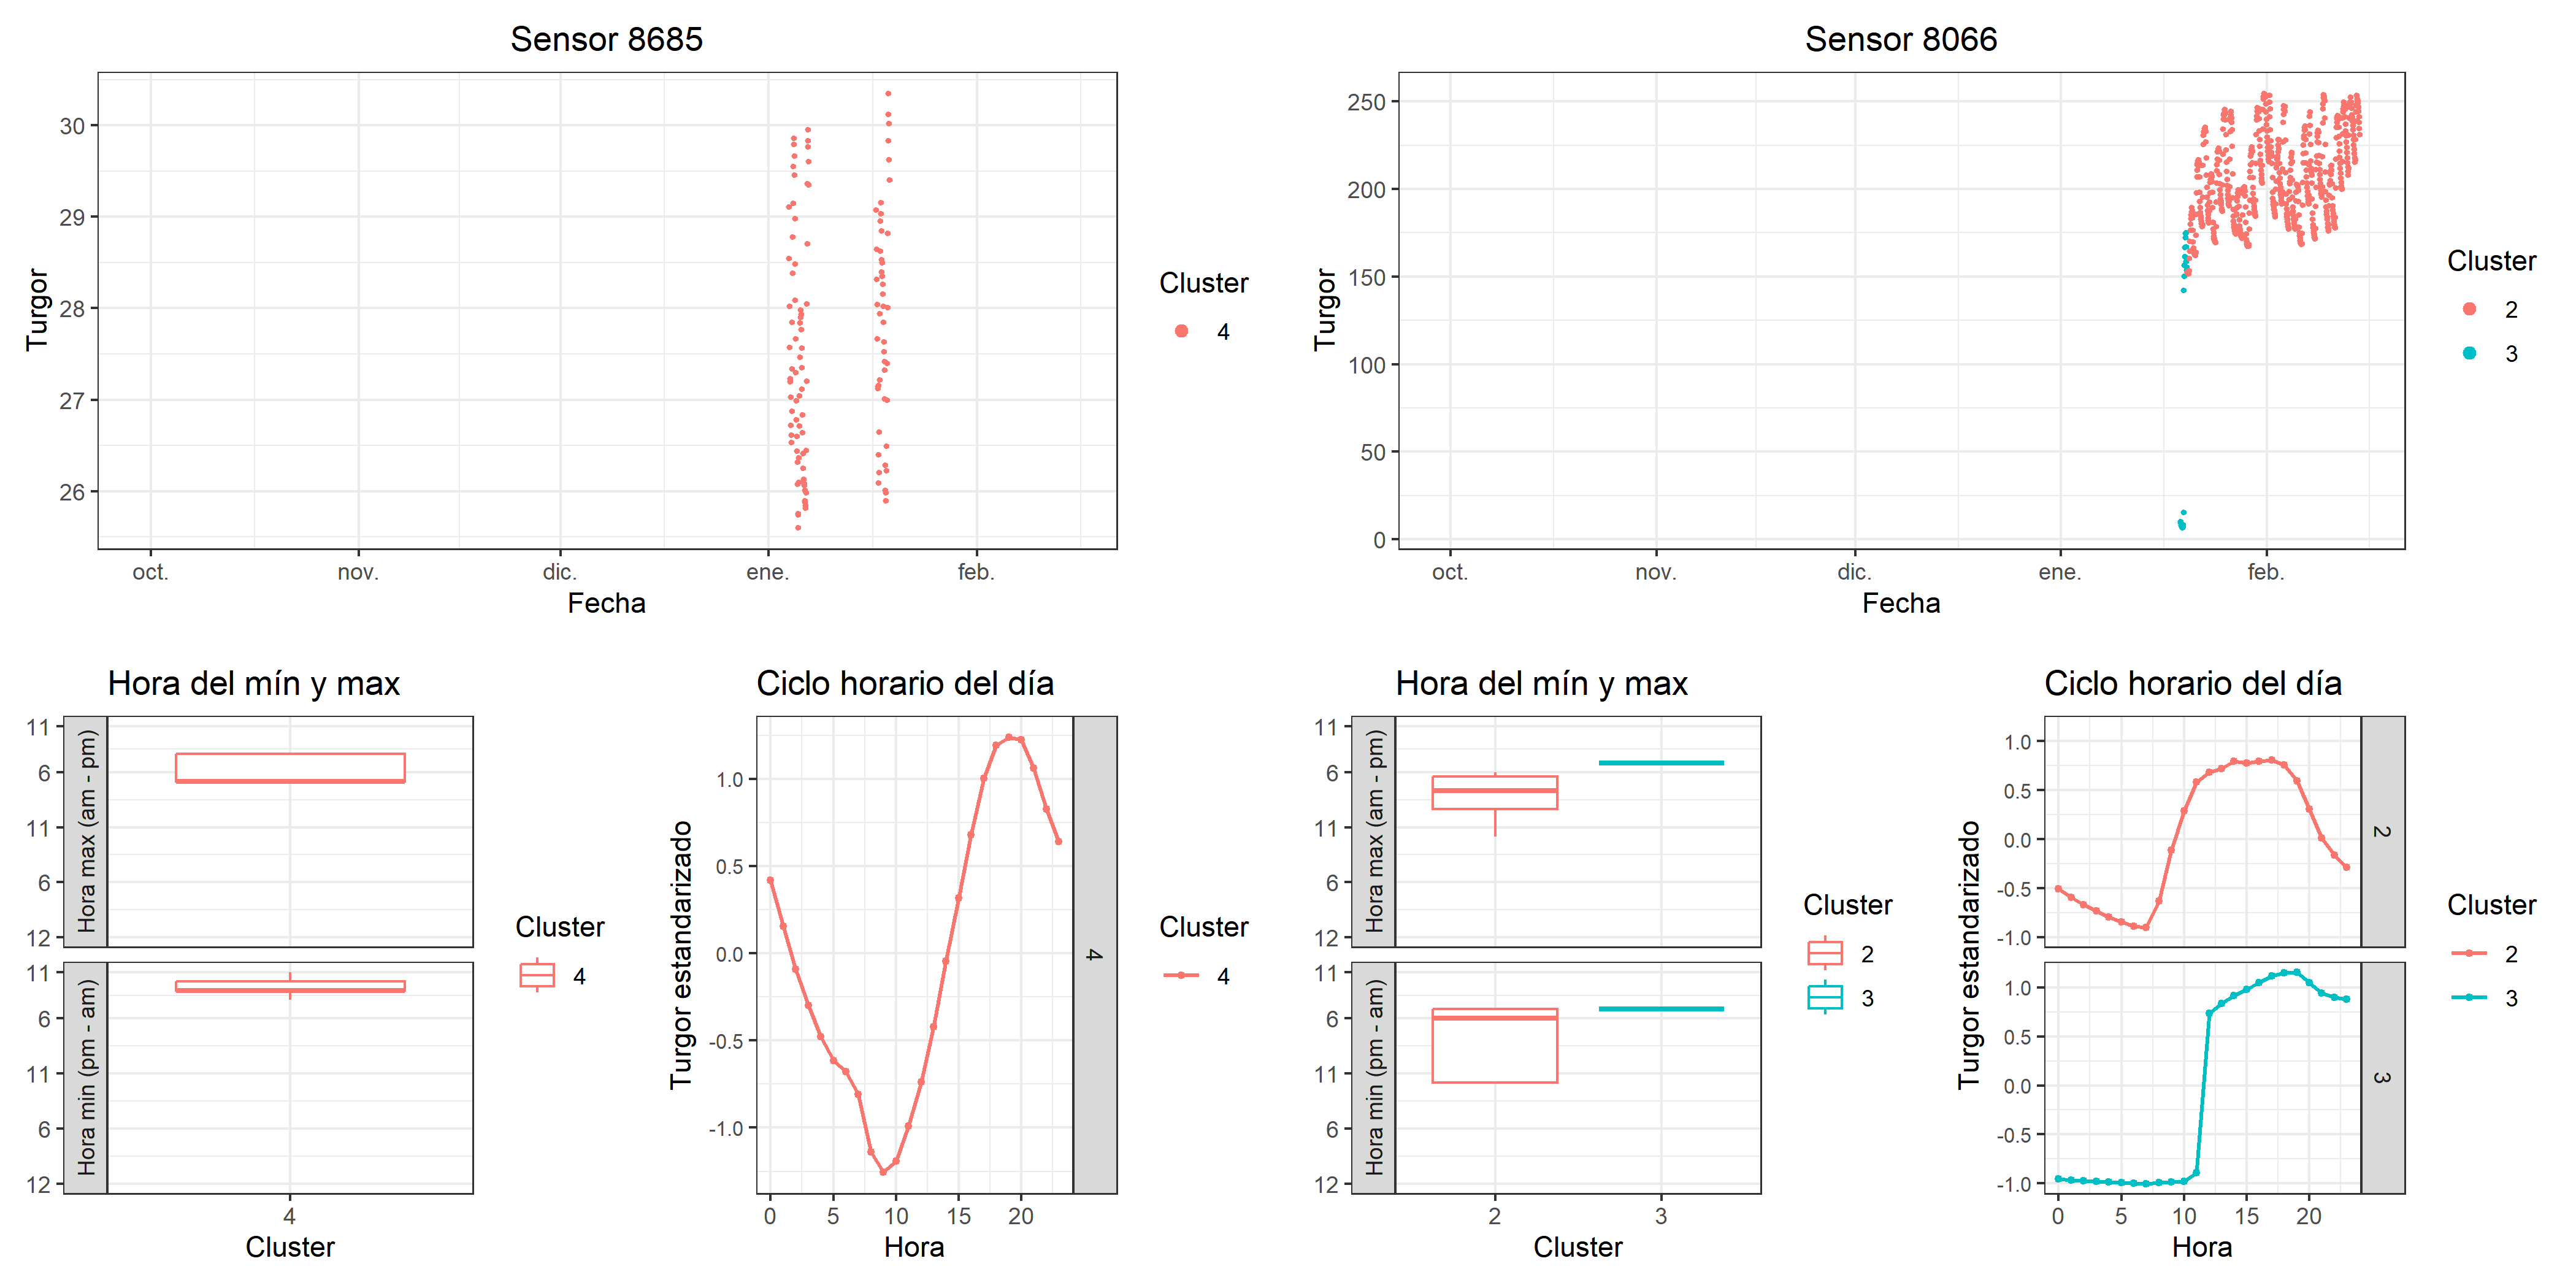 Sensor 8685
Turgor
30
29
28
27
26
oct. nov. dic. ene. feb.
Fecha
Cluster
4
Sensor 8066
Turgor
250
200
150
100
50
0
oct. nov. dic. ene. feb.
Fecha
Cluster
2
3
Hora del mín y max
Hora max (am - pm)
11
6
11
6
12
Hora min (pm - am)
11
6
11
6
12
4
Cluster
Cluster
4
Ciclo horario del día
Turgor estandarizado
1.0
0.5
0.0
-0.5
-1.0
4
0 5 10 15 20
Hora
Cluster
4
Hora del mín y max
Hora max (am - pm)
11
6
11
6
12
Hora min (pm - am)
11
6
11
6
12
2 3
Cluster
Cluster
2
3
Ciclo horario del día
Turgor estandarizado
1.0
0.5
0.0
-0.5
-1.0
2
1.0
0.5
0.0
-0.5
-1.0
3
0 5 10 15 20
Hora
Cluster
2
3